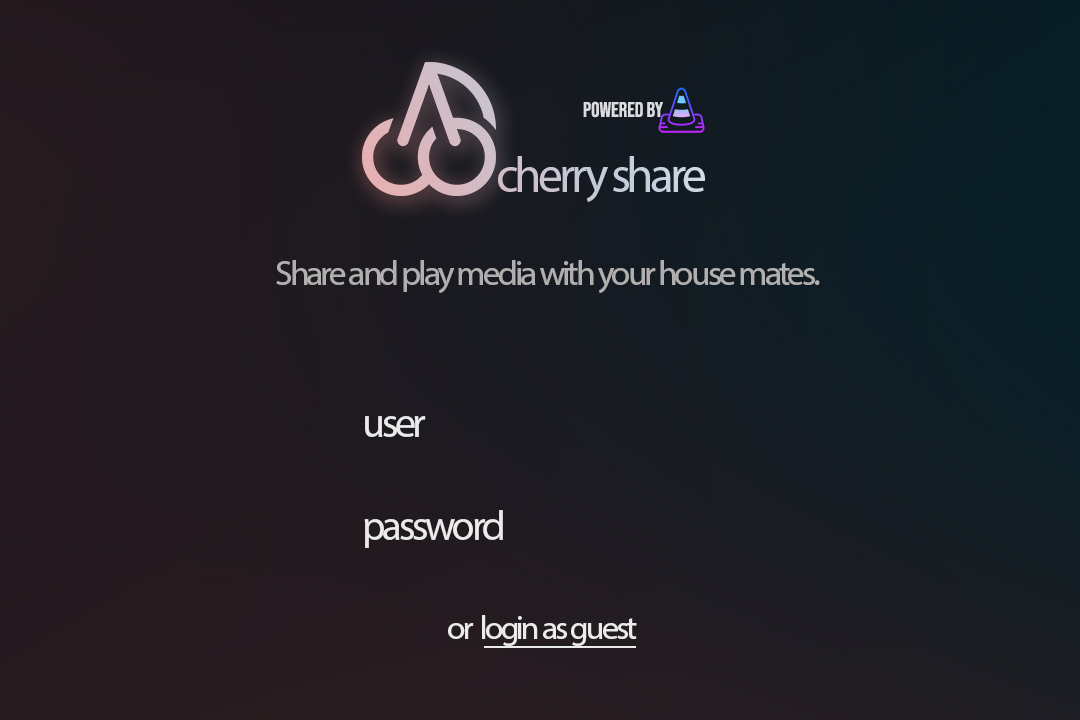 POWERED BY
cherry share
Share and play media with your house mates.
user
password
or login as guest